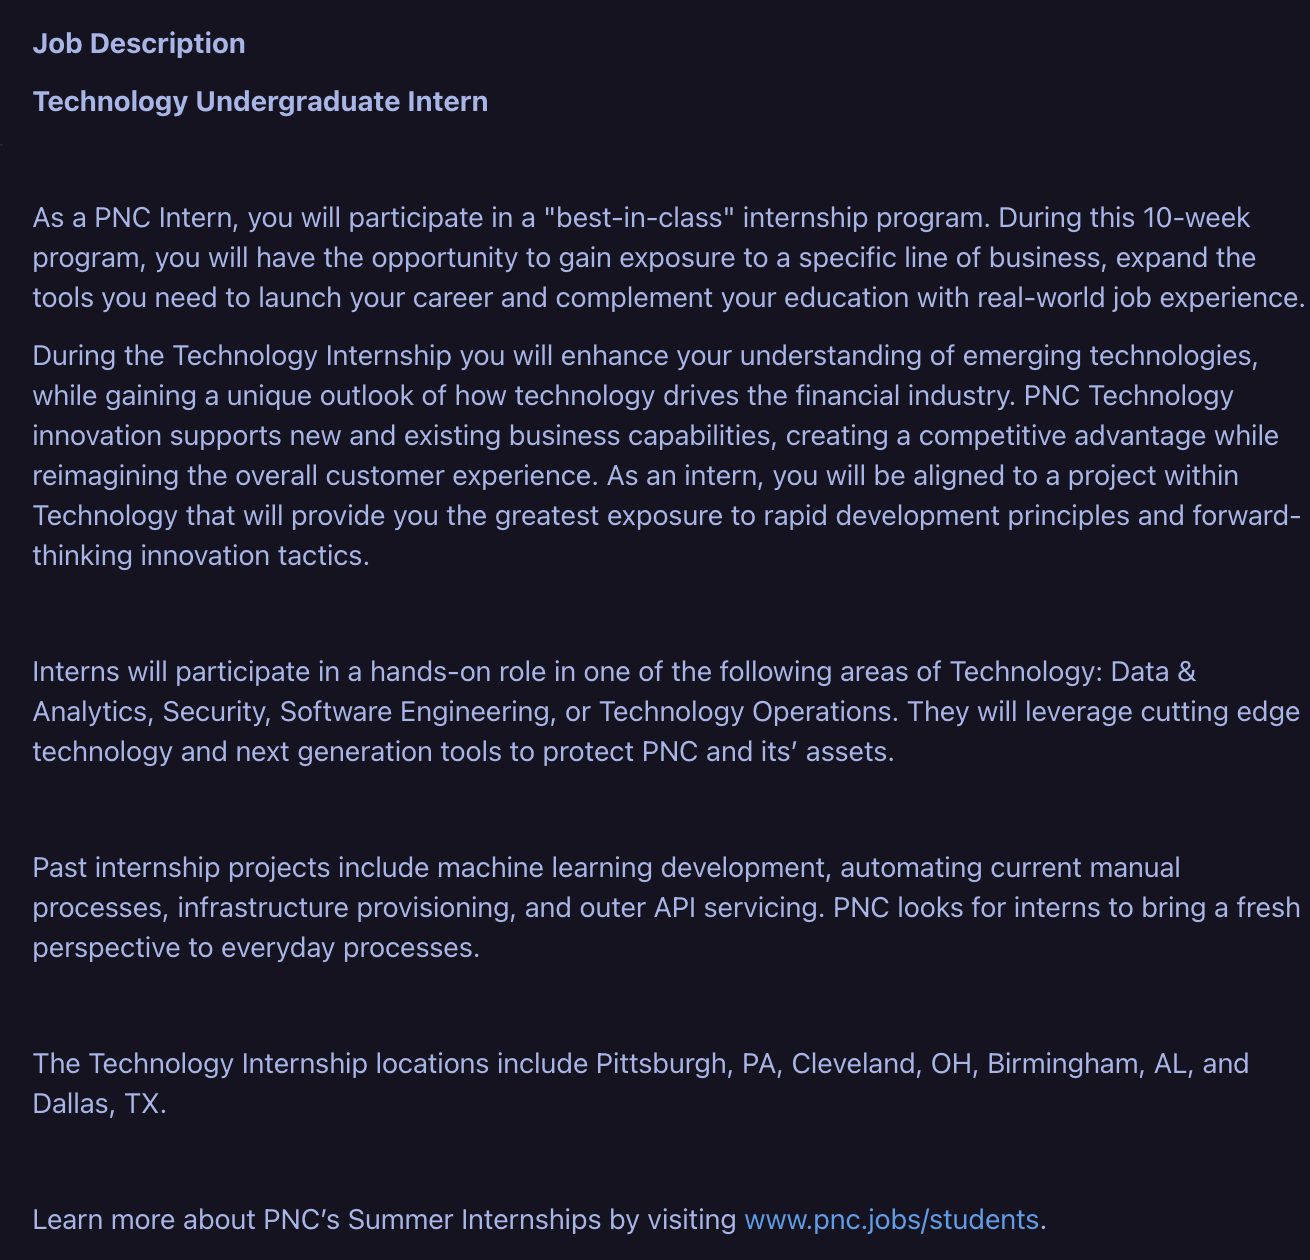 Job Description
Technology Undergraduate Intern
As a PNC Intern, you will participate in a "best-in-class" internship program. During this 10-week
program, you will have the opportunity to gain exposure to a specific line of business, expand the
tools you need to launch your career and complement your education with real-world job experience.
During the Technology Internship you will enhance your understanding of emerging technologies,
while gaining a unique outlook of how technology drives the financial industry. PNC Technology
innovation supports new and existing business capabilities, creating a competitive advantage while
reimagining the overall customer experience. As an intern, you will be aligned to a project within
Technology that will provide you the greatest exposure to rapid development principles and forward-
thinking innovation tactics.
Interns will participate in a hands-on role in one of the following areas of Technology: Data &
Analytics, Security, Software Engineering, or Technology Operations. They will leverage cutting edge
technology and next generation tools to protect PNC and its’ assets.
Past internship projects include machine learning development, automating current manual
processes, infrastructure provisioning, and outer API servicing. PNC looks for interns to bring a fresh
perspective to everyday processes.
The Technology Internship locations include Pittsburgh, PA, Cleveland, OH, Birmingham, AL, and
Dallas, TX.
Learn more about PNC’s Summer Internships by visiting www.pnc.jobs/students.